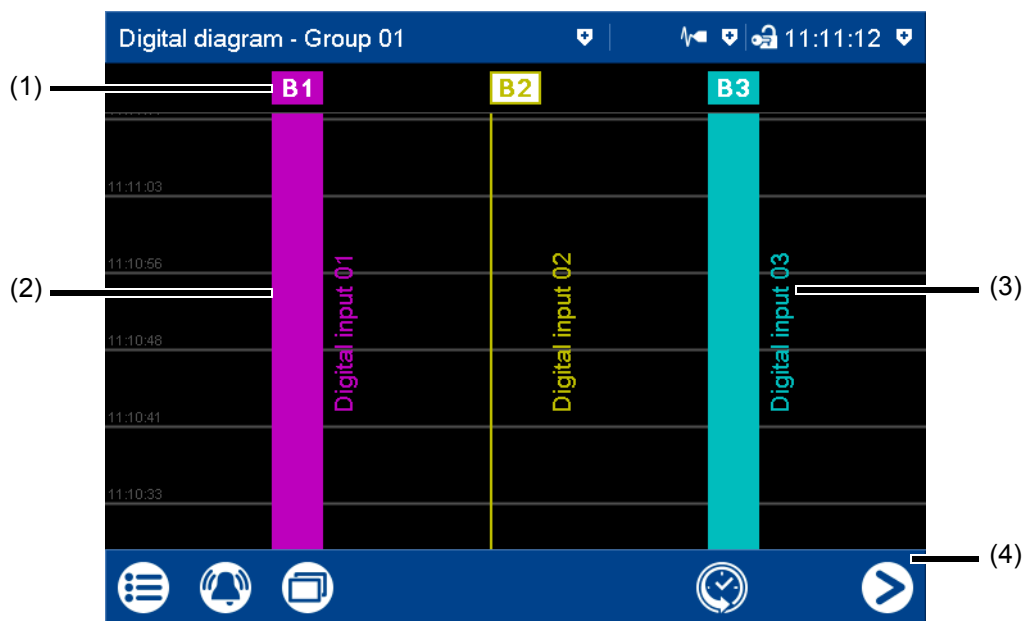 Digital diagram - Group 01 11:11:12
(1) B1 B2 B3
11:11:03
11:10:56
(2) Digital input 01 Digital input 02 Digital input 03 (3)
11:10:48
11:10:41
11:10:33
(4)